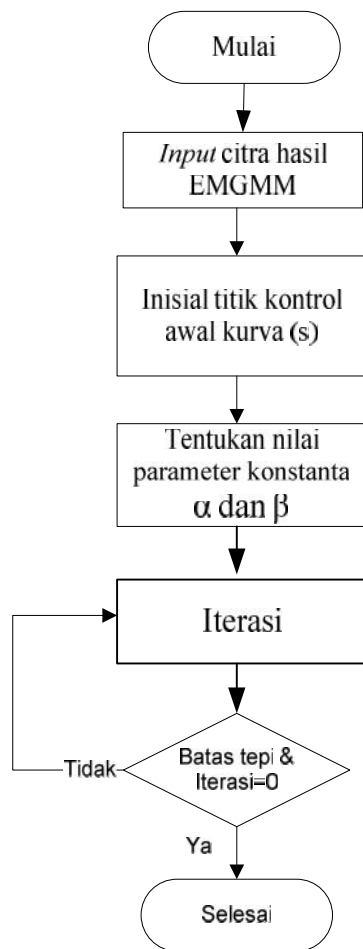 Mulai
Input citra hasil
EMGMM
Inisial titik kontrol
awal kurva (s)
Tentukan nilai
parameter konstanta
α dan β
Iterasi
Batas tepi &
Iterasi=0
Tidak
Ya
Selesai